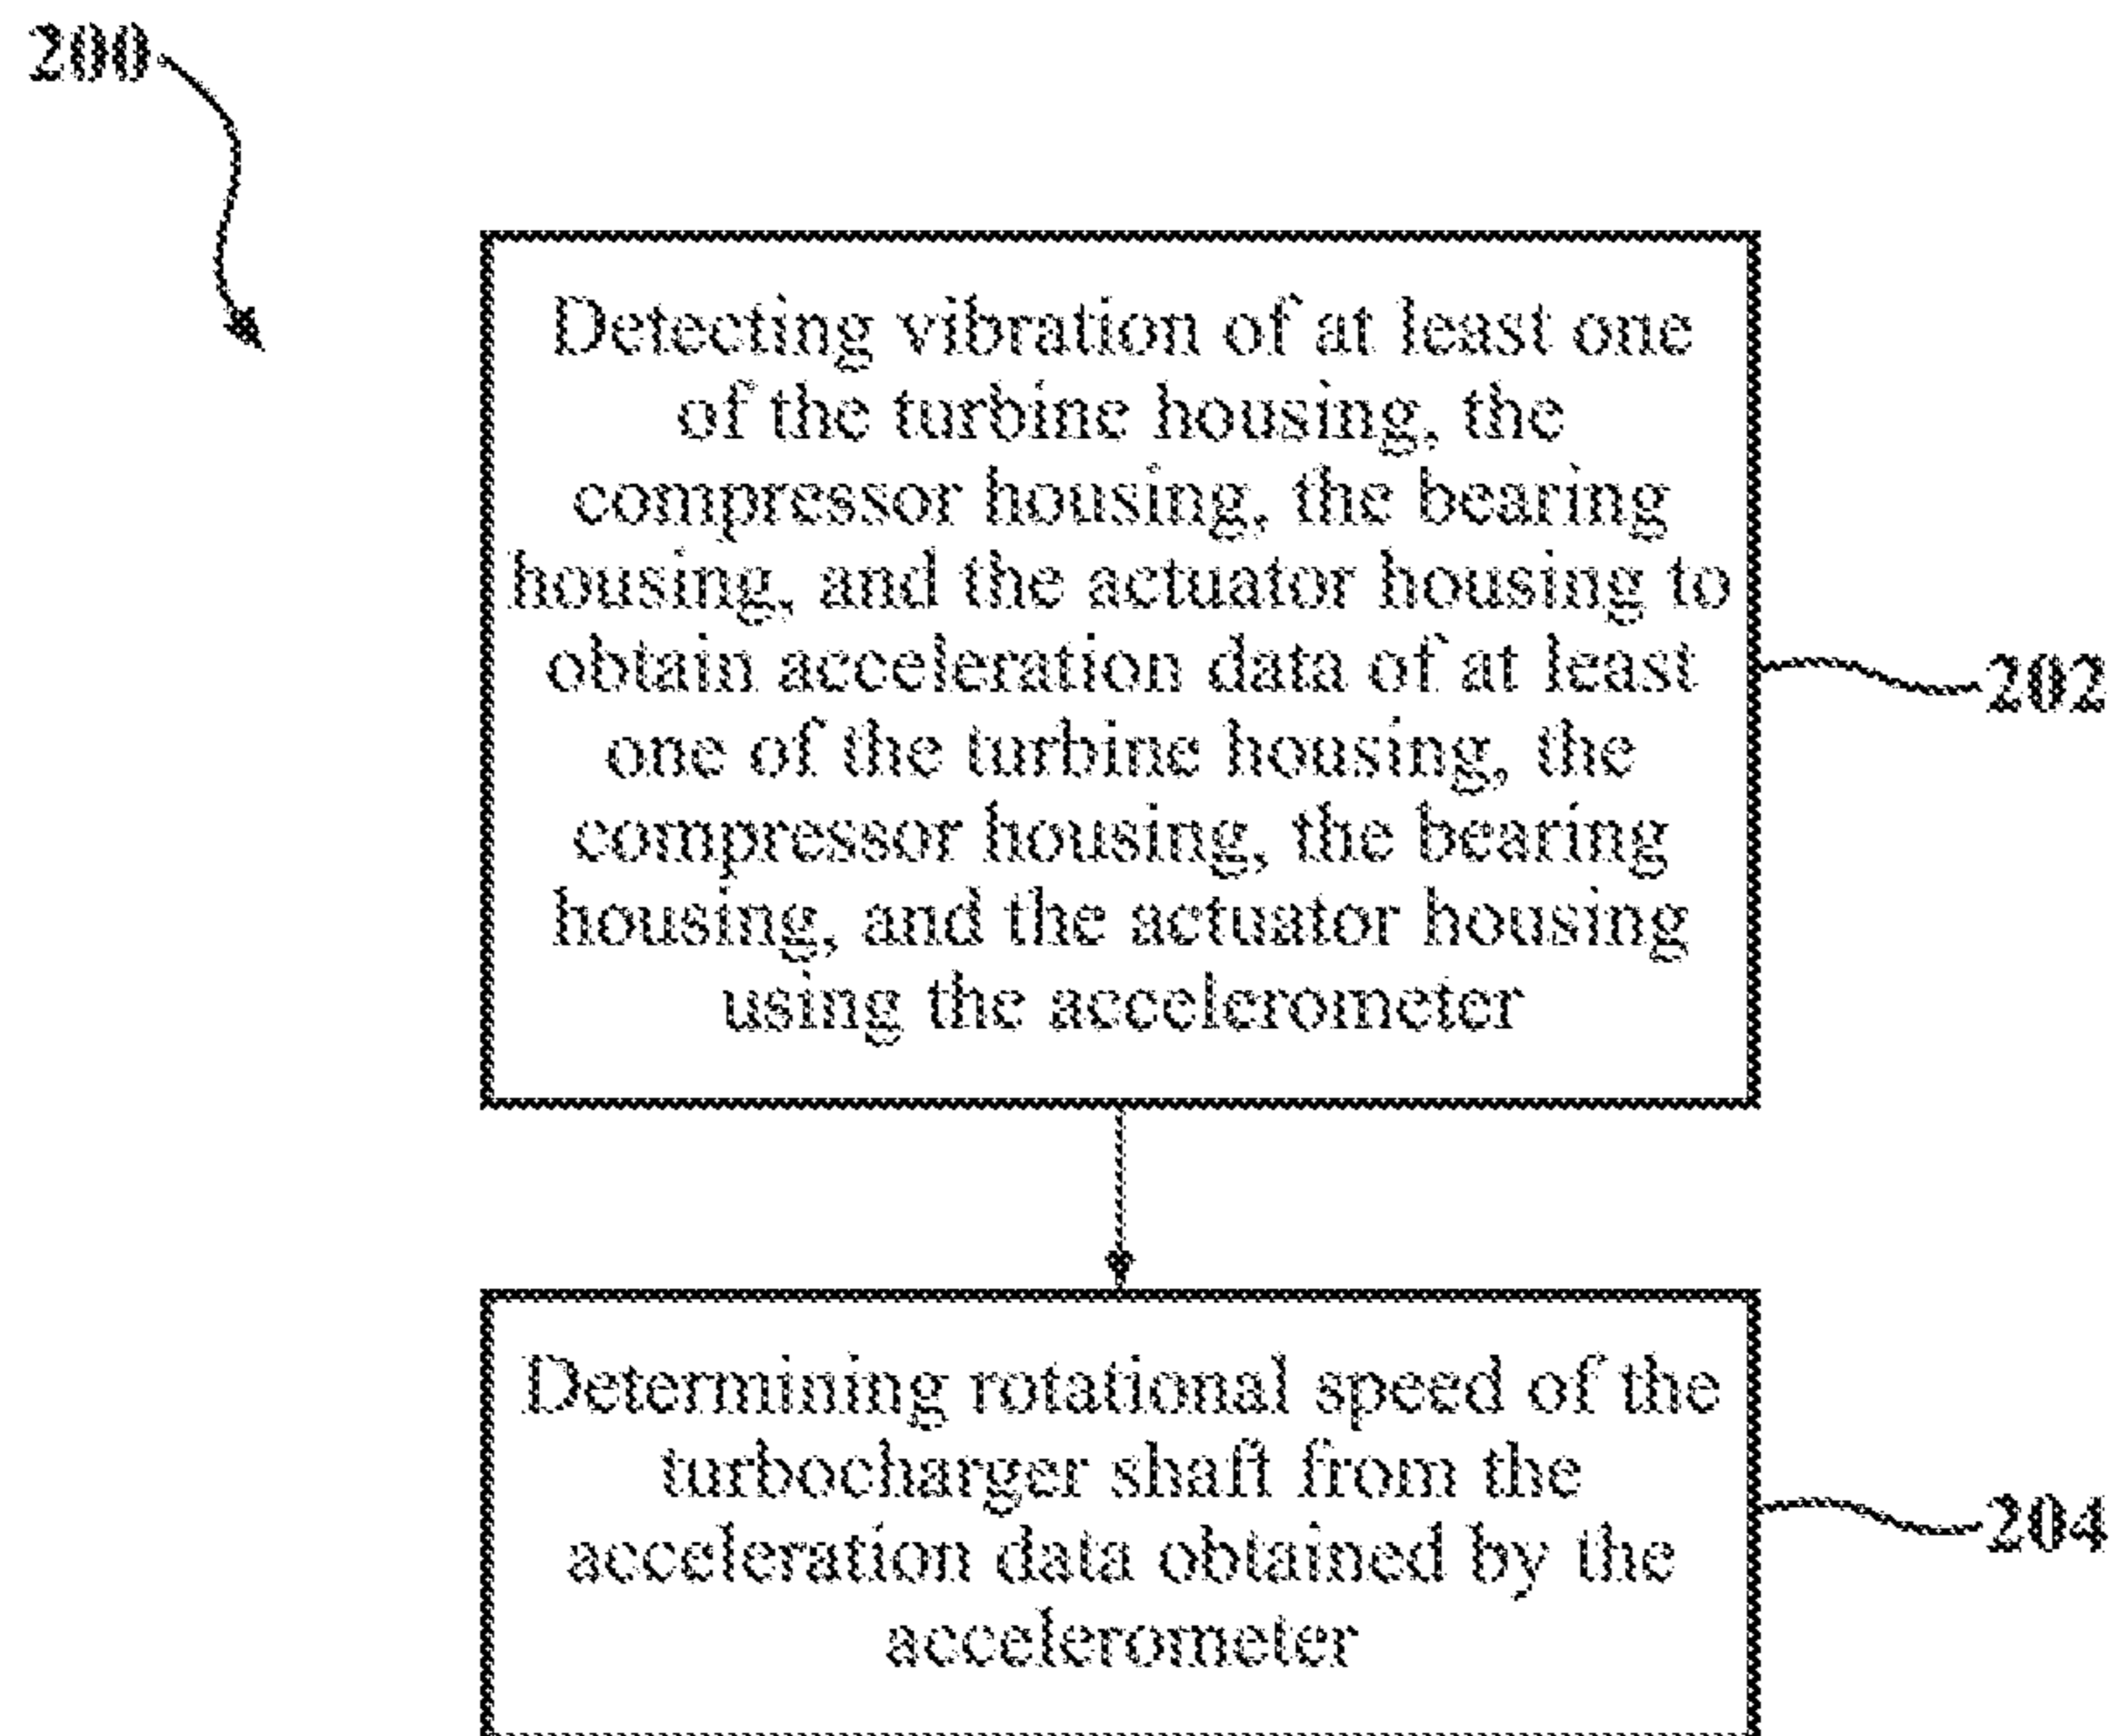 200
Detecting vibration of at least one
of the turbine housing, the
compressor housing, the bearing
housing, and the actuator housing to
obtain acceleration data of at least
one of the turbine housing, the
compressor housing, the bearing
housing, and the actuator housing
using the accelerometer
202
Determining rotational speed of the
turbocharger shaft from the
acceleration data obtained by the
accelerometer
204